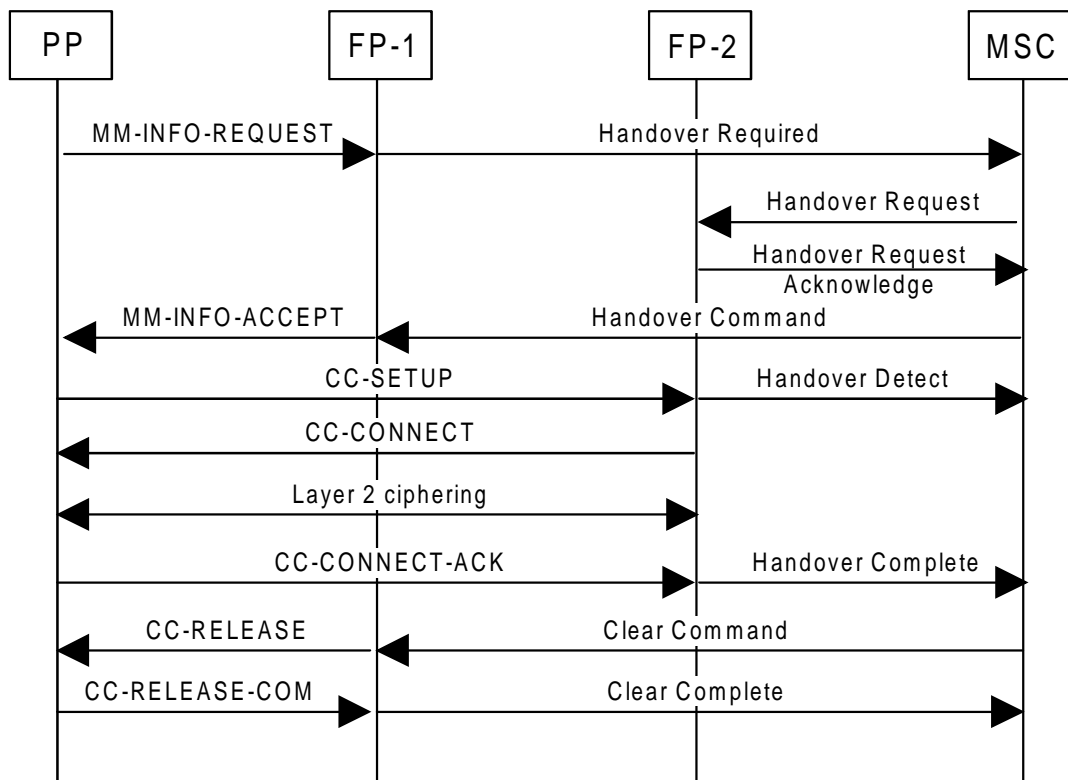 PP
FP-1
FP-2
MSC
MM-INFO-REQUEST
Handover Required
Handover Request
Handover Request
Acknowledge
MM-INFO-ACCEPT
Handover Command
CC-SETUP
Handover Detect
CC-CONNECT
Layer 2 ciphering
CC-CONNECT-ACK
Handover Complete
CC-RELEASE
Clear Command
CC-RELEASE-COM
Clear Complete